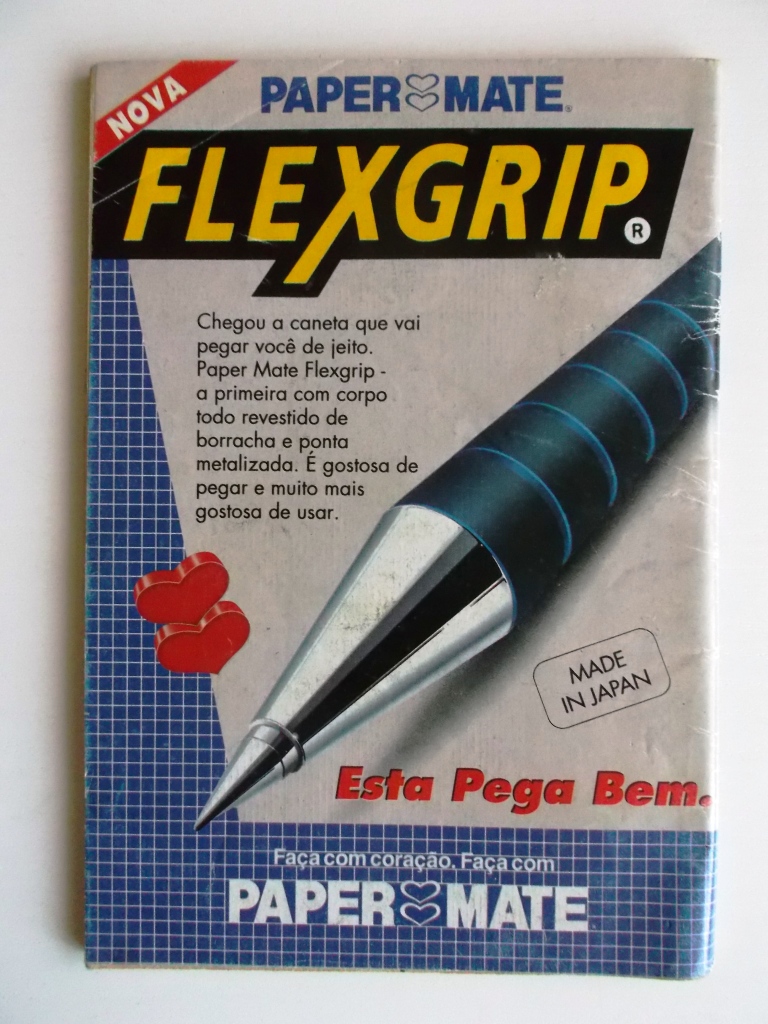 NOVA
PAPER MATE®
FLEXGRIP®
Chegou a caneta que vai
pegar você de jeito.
Paper Mate Flexgrip -
a primeira com corpo
todo revestido de
borracha e ponta
metalizada. É gostosa de
pegar e muito mais
gostosa de usar.
MADE
IN JAPAN
Esta Pega Bem.
Faça com coração. Faça com
PAPER MATE